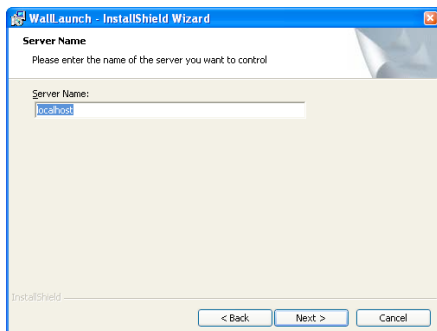 WallLaunch - InstallShield Wizard
Server Name
Please enter the name of the server you want to control
Server Name:
localhost
InstallShield
< Back Next > Cancel